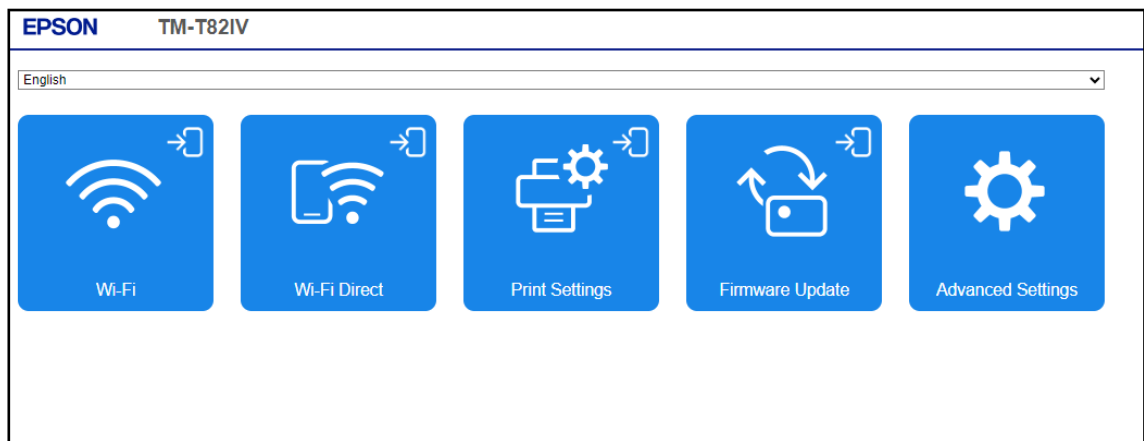 EPSON TM-T82IV
English
Wi-Fi Wi-Fi Direct Print Settings Firmware Update Advanced Settings